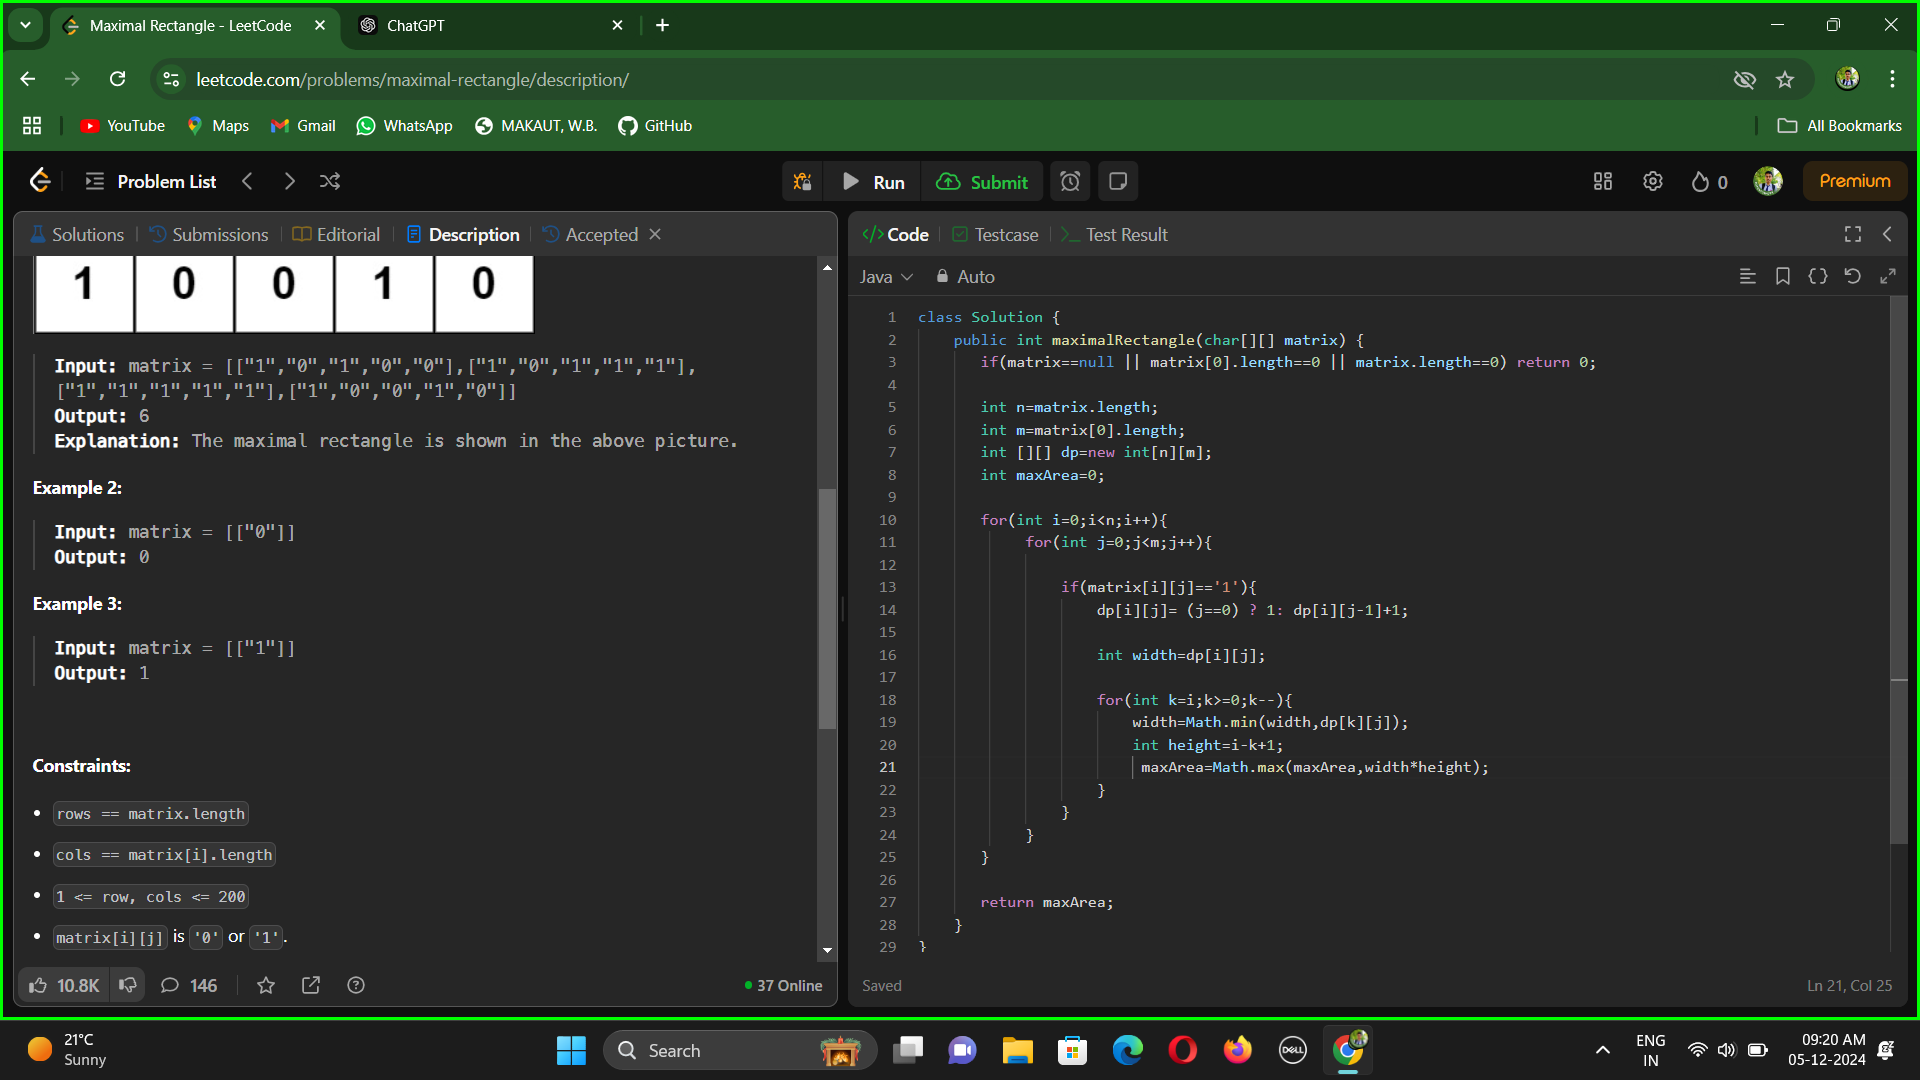 Maximal Rectangle - LeetCode
ChatGPT
leetcode.com/problems/maximal-rectangle/description/
YouTube Maps Gmail WhatsApp MAKAUT, W.B. GitHub All Bookmarks
Problem List Run Submit 0 Premium
Solutions Submissions Editorial Description Accepted
1 0 0 1 0
Input: matrix = [["1","0","1","0","0"],["1","0","1","1","1"],
["1","1","1","1","1"],["1","0","0","1","0"]]
Output: 6
Explanation: The maximal rectangle is shown in the above picture.
Example 2:
Input: matrix = [["0"]]
Output: 0
Example 3:
Input: matrix = [["1"]]
Output: 1
Constraints:
• rows == matrix.length
• cols == matrix[i].length
• 1 <= row, cols <= 200
• matrix[i][j] is '0' or '1'.
10.8K 146 37 Online
</> Code Testcase Test Result
Java Auto
1 class Solution {
2 public int maximalRectangle(char[][] matrix) {
3 if(matrix==null || matrix[0].length==0 || matrix.length==0) return 0;
4
5 int n=matrix.length;
6 int m=matrix[0].length;
7 int [][] dp=new int[n][m];
8 int maxArea=0;
9
10 for(int i=0;i<n;i++){
11 for(int j=0;j<m;j++){
12
13 if(matrix[i][j]=='1'){
14 dp[i][j]= (j==0) ? 1: dp[i][j-1]+1;
15
16 int width=dp[i][j];
17
18 for(int k=i;k>=0;k--){
19 width=Math.min(width,dp[k][j]);
20 int height=i-k+1;
21 maxArea=Math.max(maxArea,width*height);
22 }
23 }
24 }
25 }
26
27 return maxArea;
28 }
29 }
Saved Ln 21, Col 25
21°C
Sunny
Search
DELL
ENG
IN
09:20 AM
05-12-2024